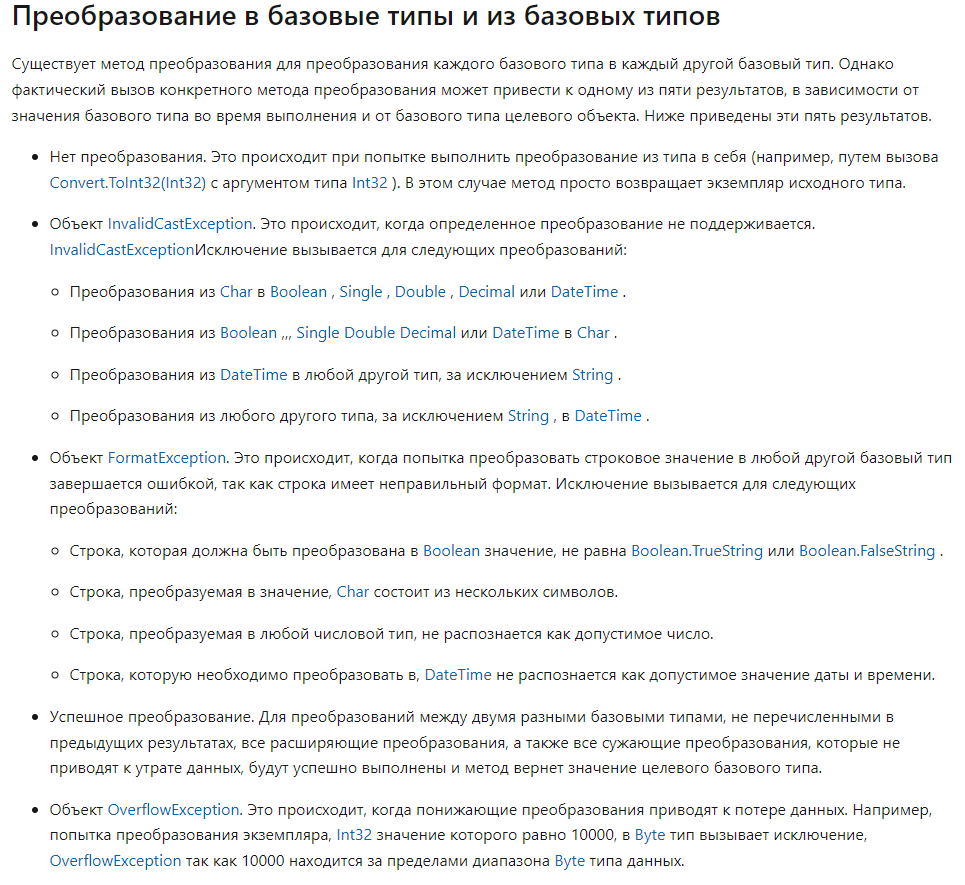 Преобразование в базовые типы и из базовых типов
Существует метод преобразования для преобразования каждого базового типа в каждый другой базовый тип. Однако
фактический вызов конкретного метода преобразования может привести к одному из пяти результатов, в зависимости от
значения базового типа во время выполнения и от базового типа целевого объекта. Ниже приведены эти пять результатов.
• Нет преобразования. Это происходит при попытке выполнить преобразование из типа в себя (например, путем вызова
Convert.ToInt32(Int32) с аргументом типа Int32 ). В этом случае метод просто возвращает экземпляр исходного типа.
• Объект InvalidCastException. Это происходит, когда определенное преобразование не поддерживается.
InvalidCastExceptionИсключение вызывается для следующих преобразований:
○ Преобразования из Char в Boolean , Single , Double , Decimal или DateTime .
○ Преобразования из Boolean ,,, Single Double Decimal или DateTime в Char .
○ Преобразования из DateTime в любой другой тип, за исключением String .
○ Преобразования из любого другого типа, за исключением String , в DateTime .
• Объект FormatException. Это происходит, когда попытка преобразовать строковое значение в любой другой базовый тип
завершается ошибкой, так как строка имеет неправильный формат. Исключение вызывается для следующих
преобразований:
○ Строка, которая должна быть преобразована в Boolean значение, не равна Boolean.TrueString или Boolean.FalseString .
○ Строка, преобразуемая в значение, Char состоит из нескольких символов.
○ Строка, преобразуемая в любой числовой тип, не распознается как допустимое число.
○ Строка, которую необходимо преобразовать в, DateTime не распознается как допустимое значение даты и времени.
• Успешное преобразование. Для преобразований между двумя разными базовыми типами, не перечисленными в
предыдущих результатах, все расширяющие преобразования, а также все сужающие преобразования, которые не
приводят к утрате данных, будут успешно выполнены и метод вернет значение целевого базового типа.
• Объект OverflowException. Это происходит, когда понижающие преобразования приводят к потере данных. Например,
попытка преобразования экземпляра, Int32 значение которого равно 10000, в Byte тип вызывает исключение,
OverflowException так как 10000 находится за пределами диапазона Byte типа данных.